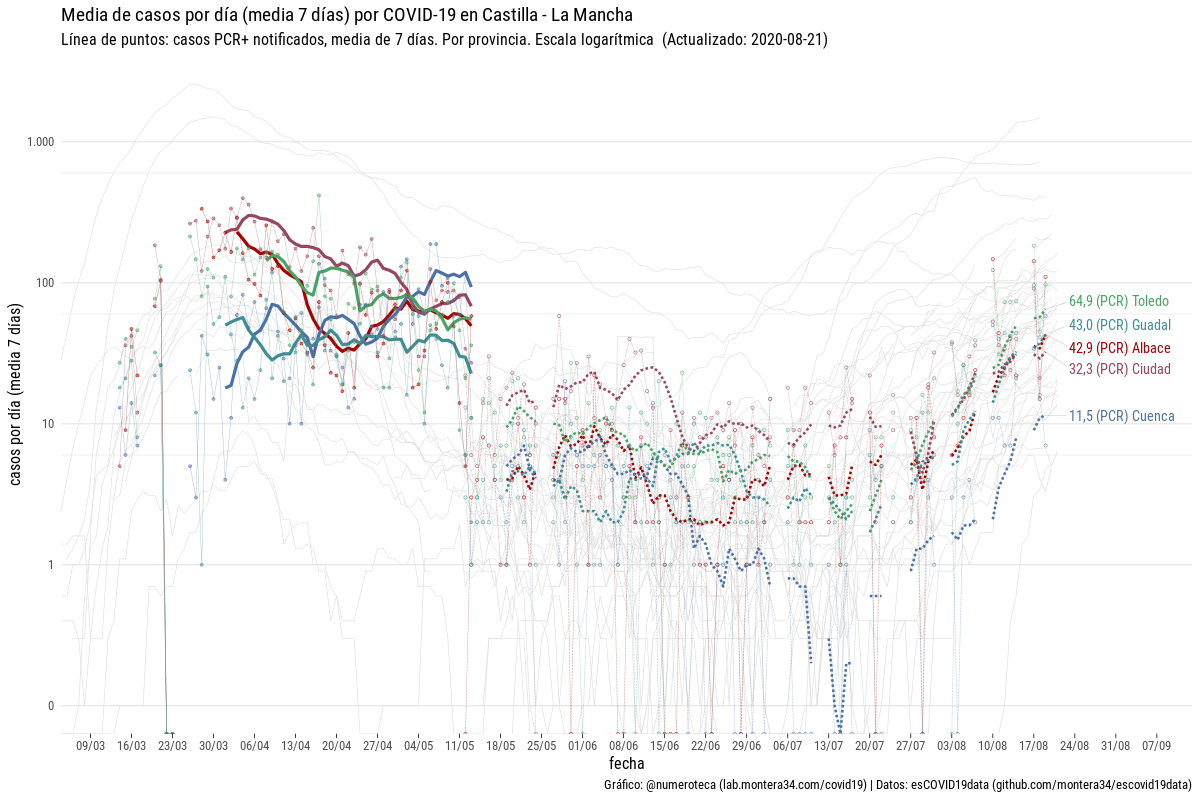 Media de casos por día (media 7 días) por COVID-19 en Castilla - La Mancha
Línea de puntos: casos PCR+ notificados, media de 7 días. Por provincia. Escala logarítmica (Actualizado: 2020-08-21)
casos por día (media 7 días)
1.000
100
10
1
0
64,9 (PCR) Toledo
43,0 (PCR) Guadal
42,9 (PCR) Albace
32,3 (PCR) Ciudad
11,5 (PCR) Cuenca
09/03 16/03 23/03 30/03 06/04 13/04 20/04 27/04 04/05 11/05 18/05 25/05 01/06 08/06 15/06 22/06 29/06 06/07 13/07 20/07 27/07 03/08 10/08 17/08 24/08 31/08 07/09
fecha
Gráfico: @numeroteca (lab.montera34.com/covid19) | Datos: esCOVID19data (github.com/montera34/escovid19data)